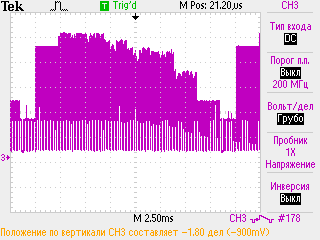 Tek
T Trig'd
M Pos: 21.20µs
CH3
Тип входа
DC
Порог пл.
Выкл
200 МГц
Вольт/дел
Грубо
Пробник
1X
Напряжение
Инверсия
Выкл
3
M 2.50ms
CH3
#178
Положение по вертикали CH3 составляет -1.80 дел (-900mV)